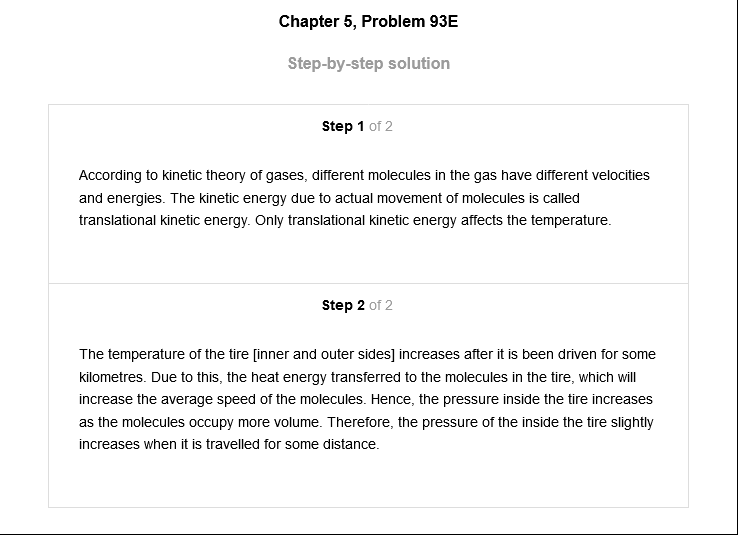 Chapter 5, Problem 93E
Step-by-step solution
Step 1 of 2
According to kinetic theory of gases, different molecules in the gas have different velocities
and energies. The kinetic energy due to actual movement of molecules is called
translational kinetic energy. Only translational kinetic energy affects the temperature.
Step 2 of 2
The temperature of the tire [inner and outer sides] increases after it is been driven for some
kilometres. Due to this, the heat energy transferred to the molecules in the tire, which will
increase the average speed of the molecules. Hence, the pressure inside the tire increases
as the molecules occupy more volume. Therefore, the pressure of the inside the tire slightly
increases when it is travelled for some distance.